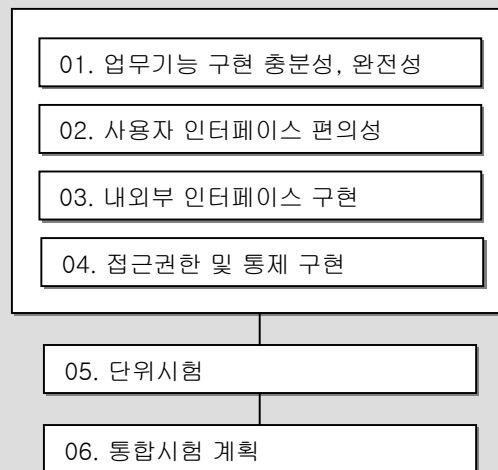 01. 업무기능 구현 충분성, 완전성
02. 사용자 인터페이스 편의성
03. 내외부 인터페이스 구현
04. 접근권한 및 통제 구현
05. 단위시험
06. 통합시험 계획